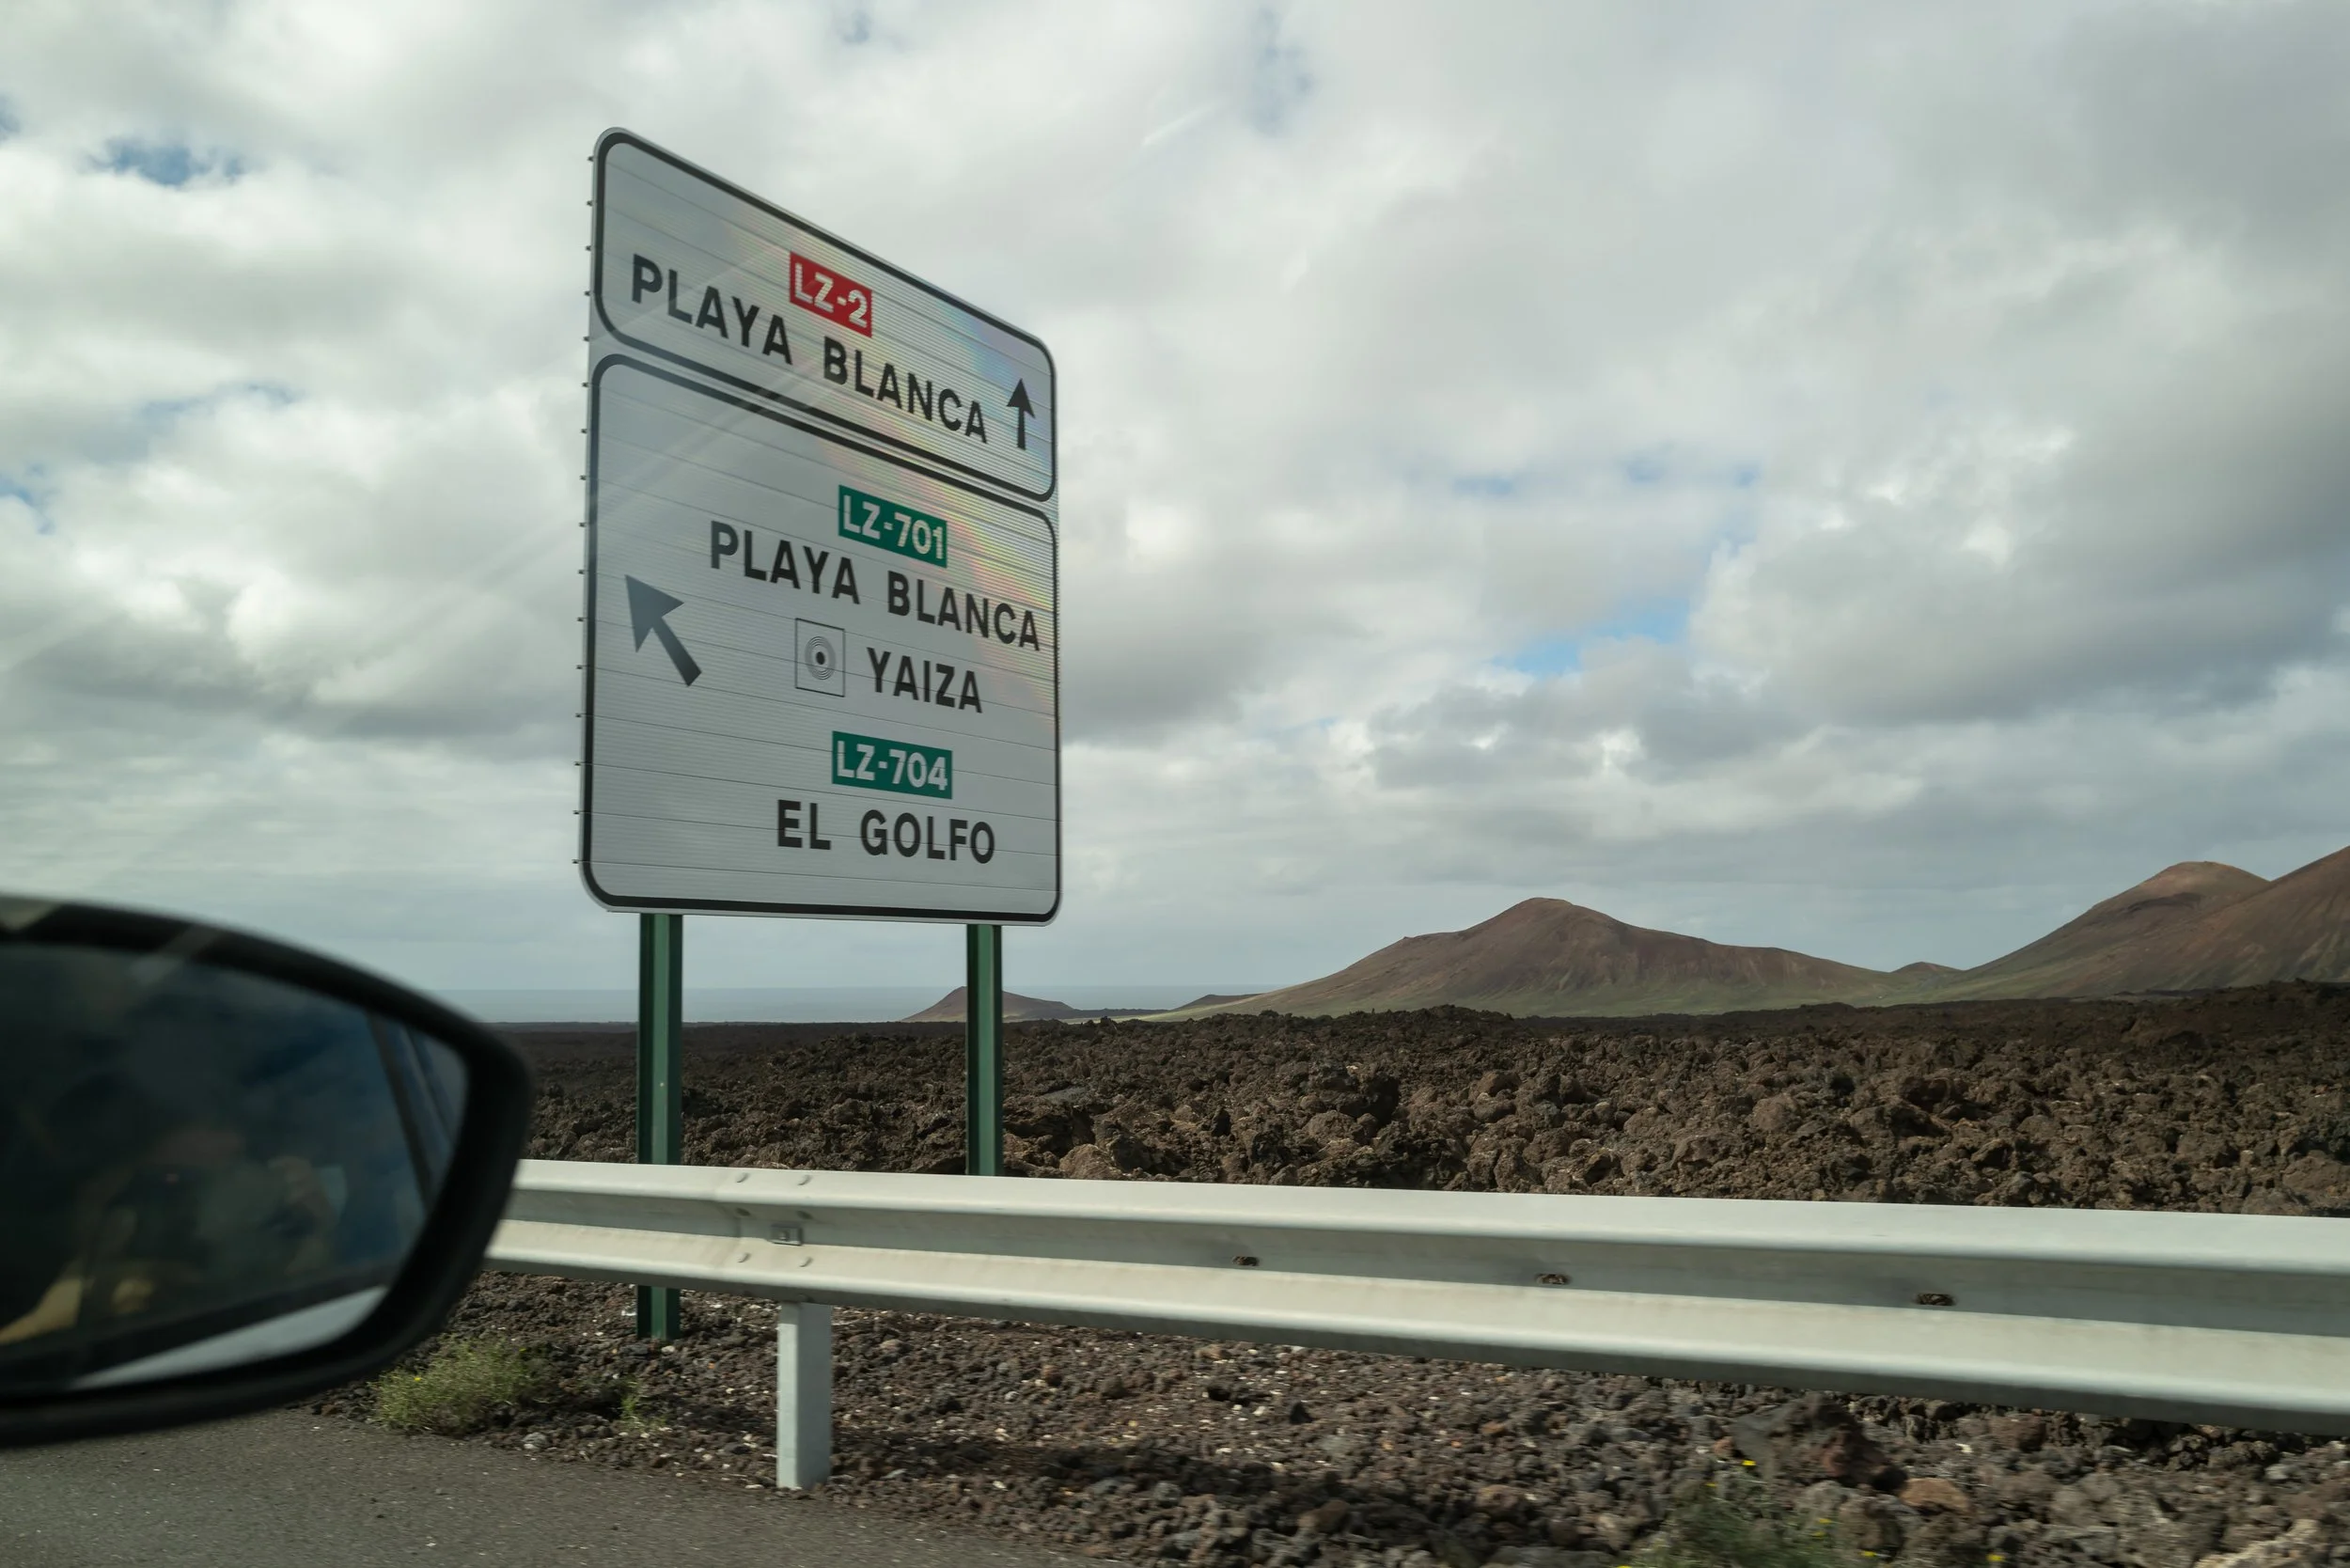 LZ-2
PLAYA BLANCA
LZ-701
PLAYA BLANCA
YAIZA
LZ-704
EL GOLFO